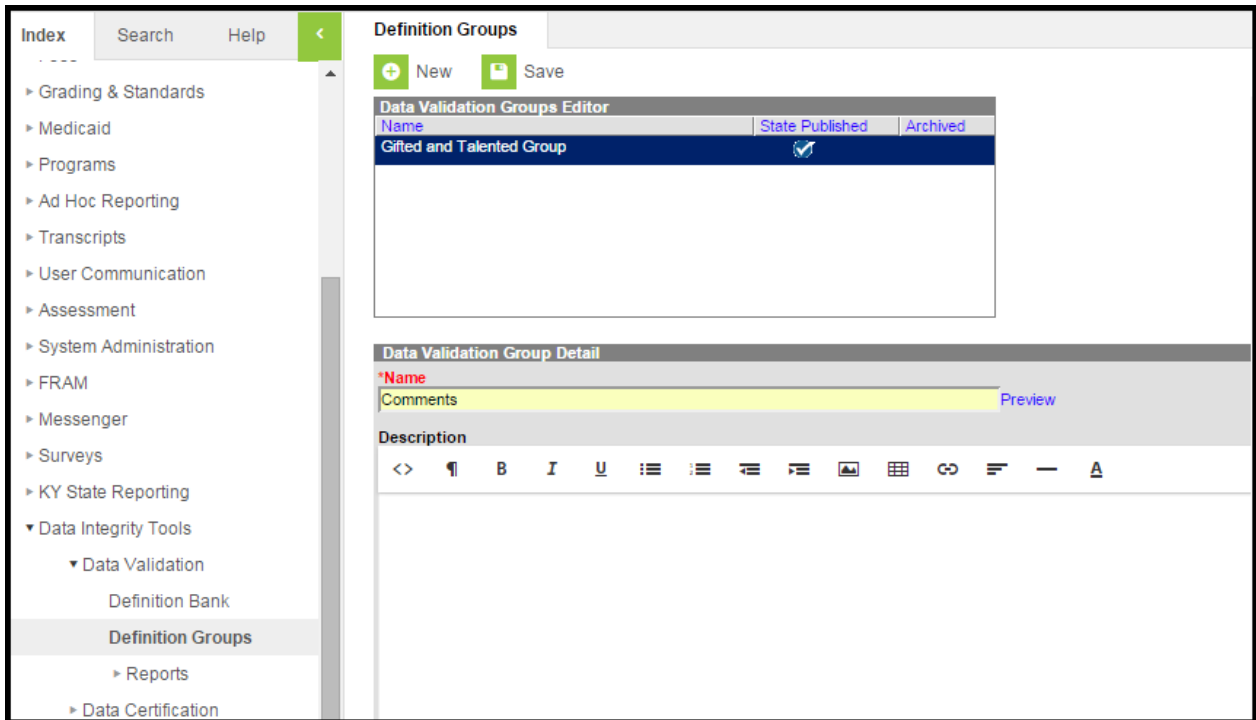 Index Search Help
Grading & Standards
Medicaid
Programs
Ad Hoc Reporting
Transcripts
User Communication
Assessment
System Administration
FRAM
Messenger
Surveys
KY State Reporting
Data Integrity Tools
Data Validation
Definition Bank
Definition Groups
Reports
Data Certification
Definition Groups
New Save
Data Validation Groups Editor
Name State Published Archived
Gifted and Talented Group
Data Validation Group Detail
*Name
Comments Preview
Description
<> ¶ B I U A